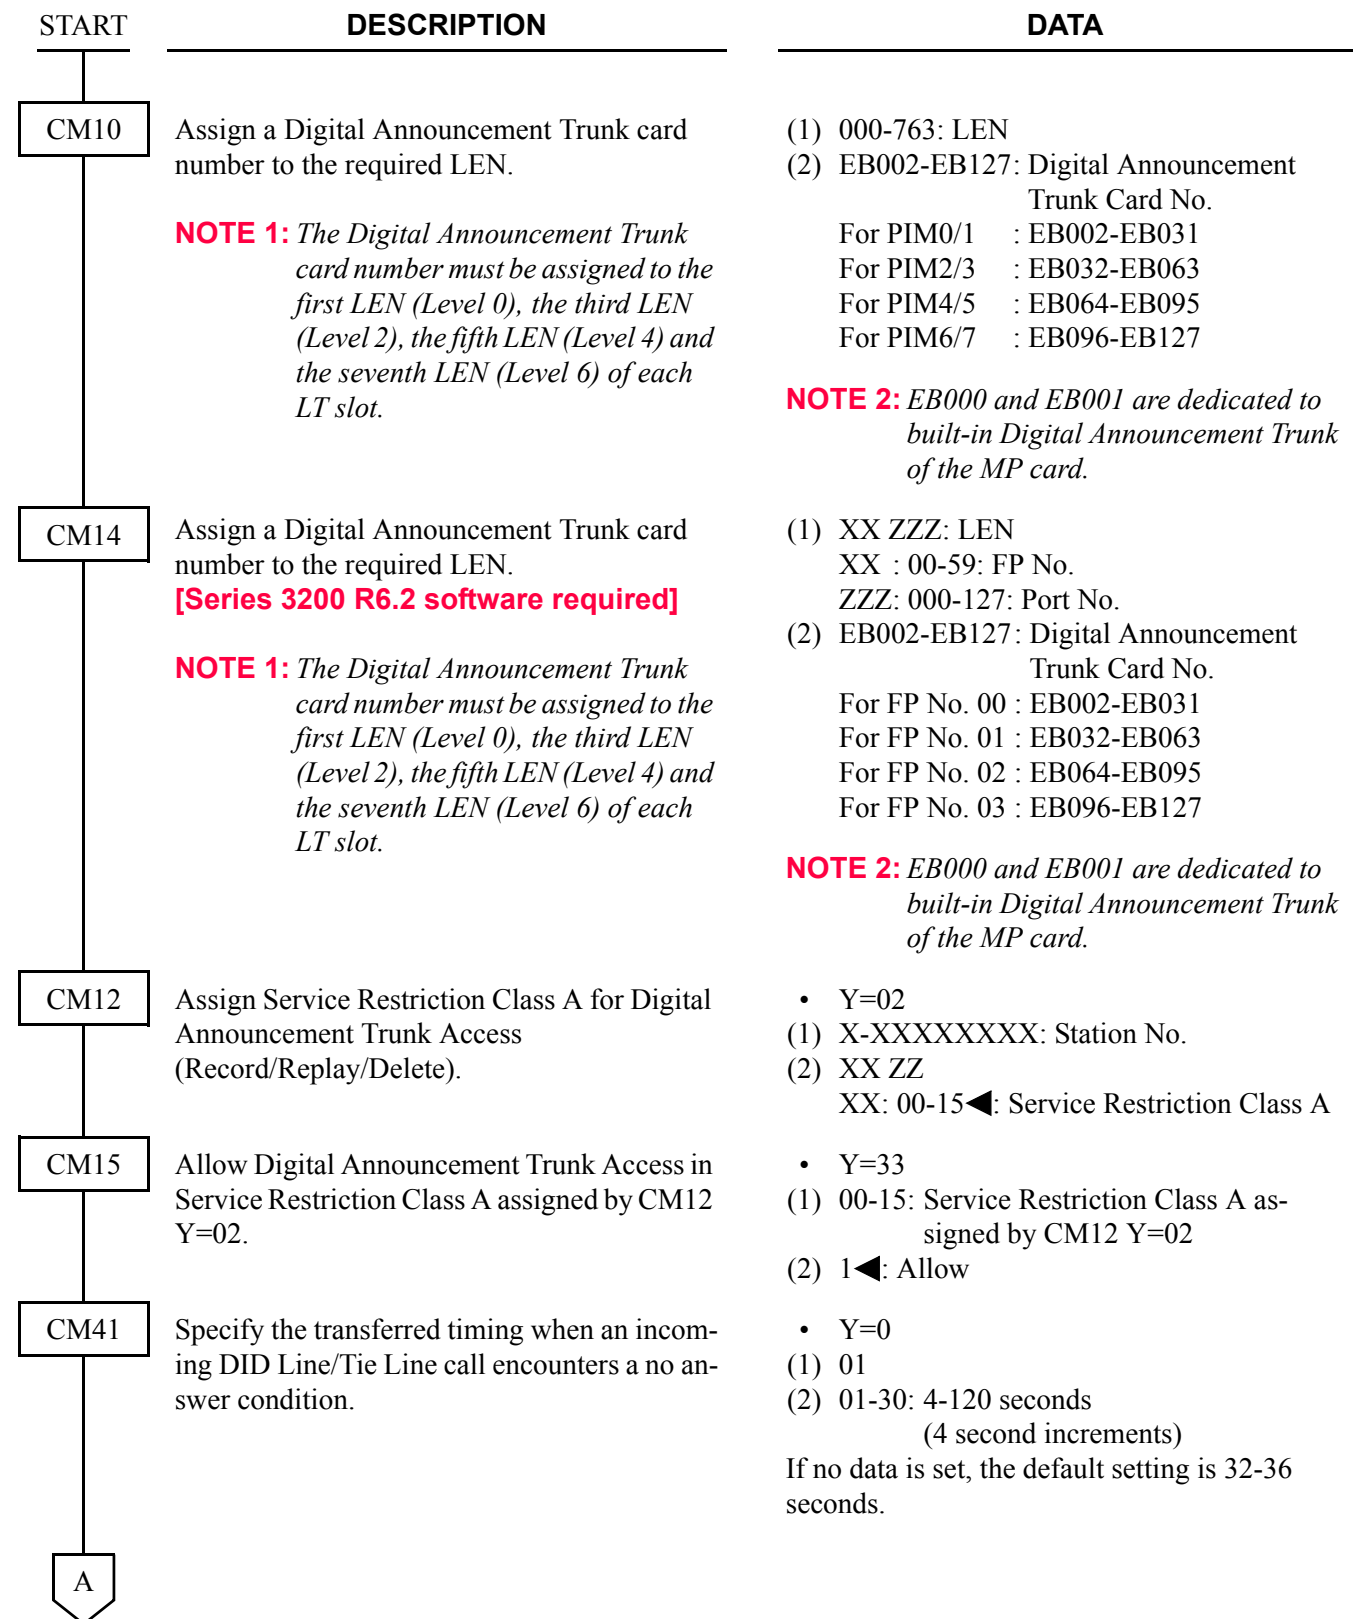 START
DESCRIPTION
DATA
CM10
Assign a Digital Announcement Trunk card
number to the required LEN.
NOTE 1: The Digital Announcement Trunk
card number must be assigned to the
first LEN (Level 0), the third LEN
(Level 2), the fifth LEN (Level 4) and
the seventh LEN (Level 6) of each
LT slot.
(1) 000-763: LEN
(2) EB002-EB127: Digital Announcement
Trunk Card No.
For PIM0/1 : EB002-EB031
For PIM2/3 : EB032-EB063
For PIM4/5 : EB064-EB095
For PIM6/7 : EB096-EB127
NOTE 2: EB000 and EB001 are dedicated to
built-in Digital Announcement Trunk
of the MP card.
CM14
Assign a Digital Announcement Trunk card
number to the required LEN.
[Series 3200 R6.2 software required]
NOTE 1: The Digital Announcement Trunk
card number must be assigned to the
first LEN (Level 0), the third LEN
(Level 2), the fifth LEN (Level 4) and
the seventh LEN (Level 6) of each
LT slot.
(1) XX ZZZ: LEN
XX : 00-59: FP No.
ZZZ: 000-127: Port No.
(2) EB002-EB127: Digital Announcement
Trunk Card No.
For FP No. 00 : EB002-EB031
For FP No. 01 : EB032-EB063
For FP No. 02 : EB064-EB095
For FP No. 03 : EB096-EB127
NOTE 2: EB000 and EB001 are dedicated to
built-in Digital Announcement Trunk
of the MP card.
CM12
Assign Service Restriction Class A for Digital
Announcement Trunk Access
(Record/Replay/Delete).
• Y=02
(1) X-XXXXXXXX: Station No.
(2) XX ZZ
XX: 00-15◀: Service Restriction Class A
CM15
Allow Digital Announcement Trunk Access in
Service Restriction Class A assigned by CM12
Y=02.
• Y=33
(1) 00-15: Service Restriction Class A as-
signed by CM12 Y=02
(2) 1◀: Allow
CM41
Specify the transferred timing when an incom-
ing DID Line/Tie Line call encounters a no an-
swer condition.
• Y=0
(1) 01
(2) 01-30: 4-120 seconds
(4 second increments)
If no data is set, the default setting is 32-36
seconds.
A